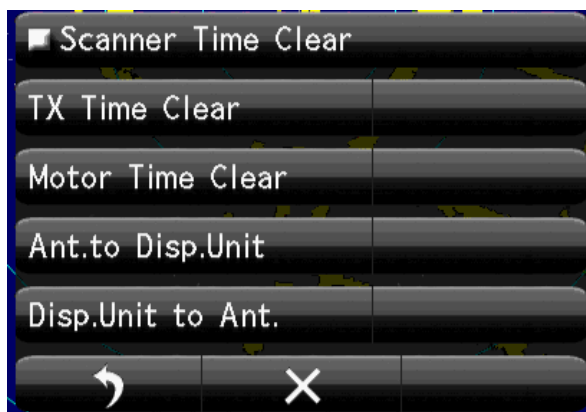 Scanner Time Clear
TX Time Clear
Motor Time Clear
Ant.to Disp.Unit
Disp.Unit to Ant.